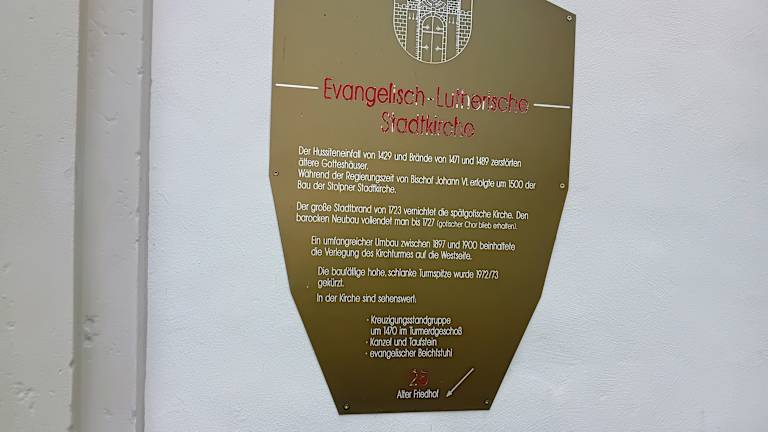 Evangelisch-Lutherische
Stadtkirche
Der Hussiteneinfall von 1429 und Brände von 1471 und 1489 zerstörten
ältere Gotteshäuser.
Während der Regierungszeit von Bischof Johann VI. erfolgte um 1500 der
Bau der Stolpner Stadtkirche.
Der große Stadtbrand von 1723 vernichtet die spätgotische Kirche. Den
barocken Neubau vollendet man bis 1727 (gotischer Chor blieb erhalten).
Ein umfangreicher Umbau zwischen 1897 und 1900 beinhaltete
die Verlegung des Kirchturmes auf die Westseite.
Die baufällige hohe, schlanke Turmspitze wurde 1972/73
gekürzt.
In der Kirche sind sehenswert:
· Kreuzigungsstandgruppe
um 1470 im Turmerdgeschoß
· Kanzel und Taufstein
· evangelischer Beichtstuhl
25
Alter Friedhof